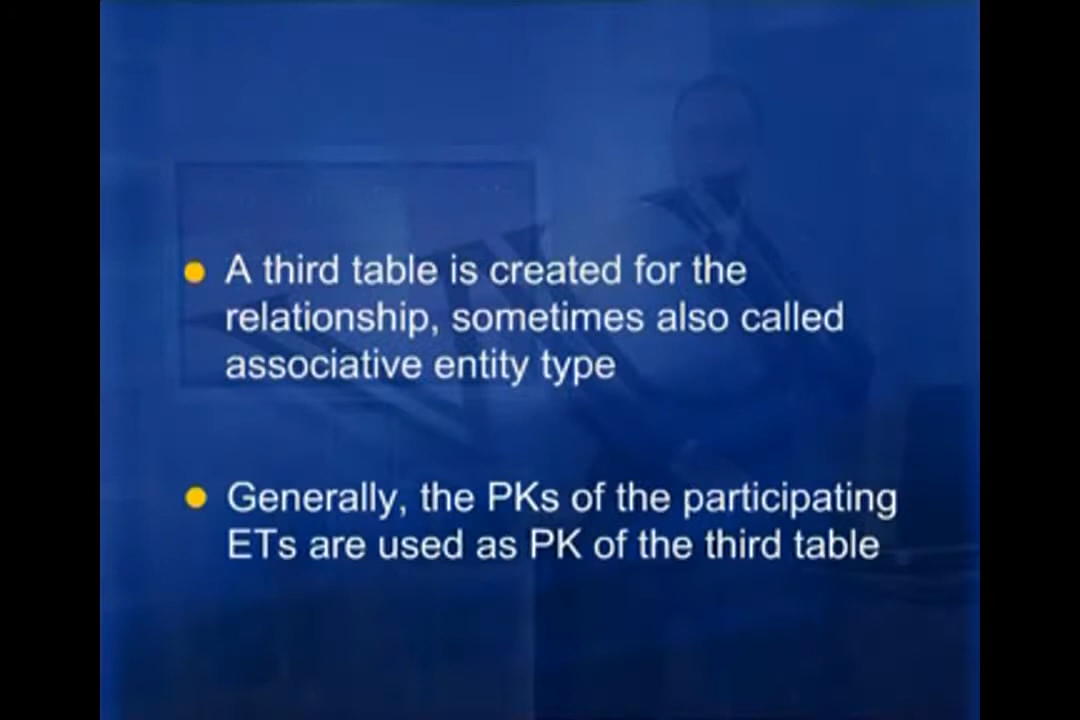 A third table is created for the
relationship, sometimes also called
associative entity type
Generally, the PKs of the participating
ETs are used as PK of the third table